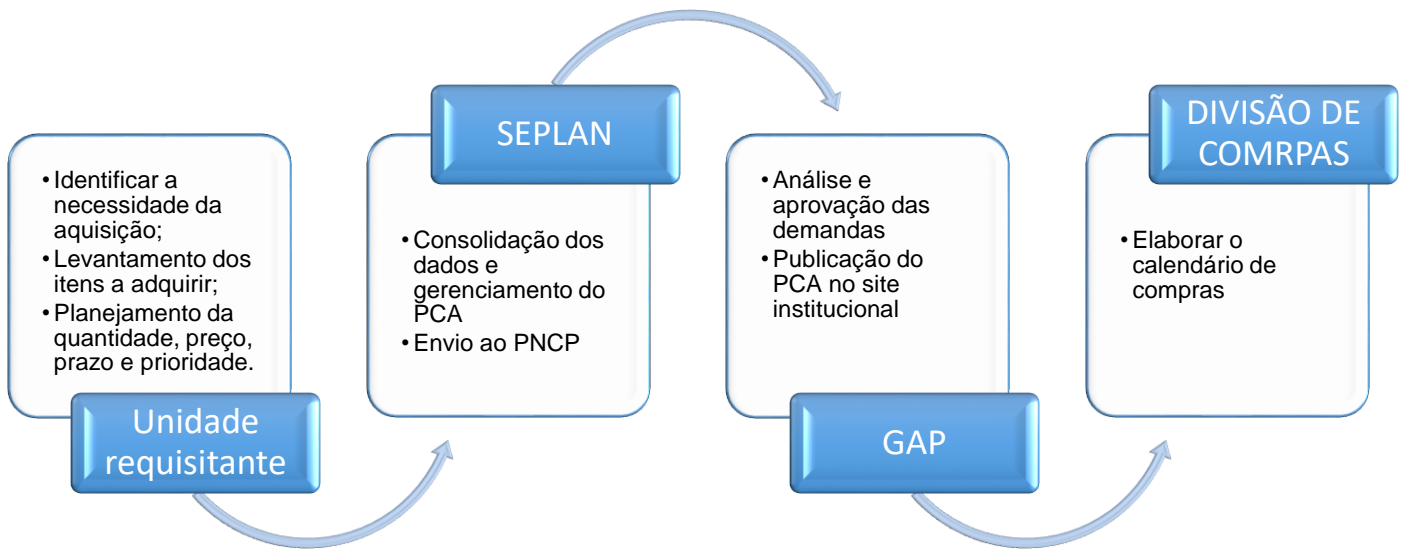 • Identificar a
necessidade da
aquisição;
• Levantamento dos
itens a adquirir;
• Planejamento da
quantidade, preço,
prazo e prioridade.
Unidade
requisitante
SEPLAN
• Consolidação dos
dados e
gerenciamento do
PCA
• Envio ao PNCP
• Análise e
aprovação das
demandas
• Publicação do
PCA no site
institucional
GAP
DIVISÃO DE
COMRPAS
• Elaborar o
calendário de
compras